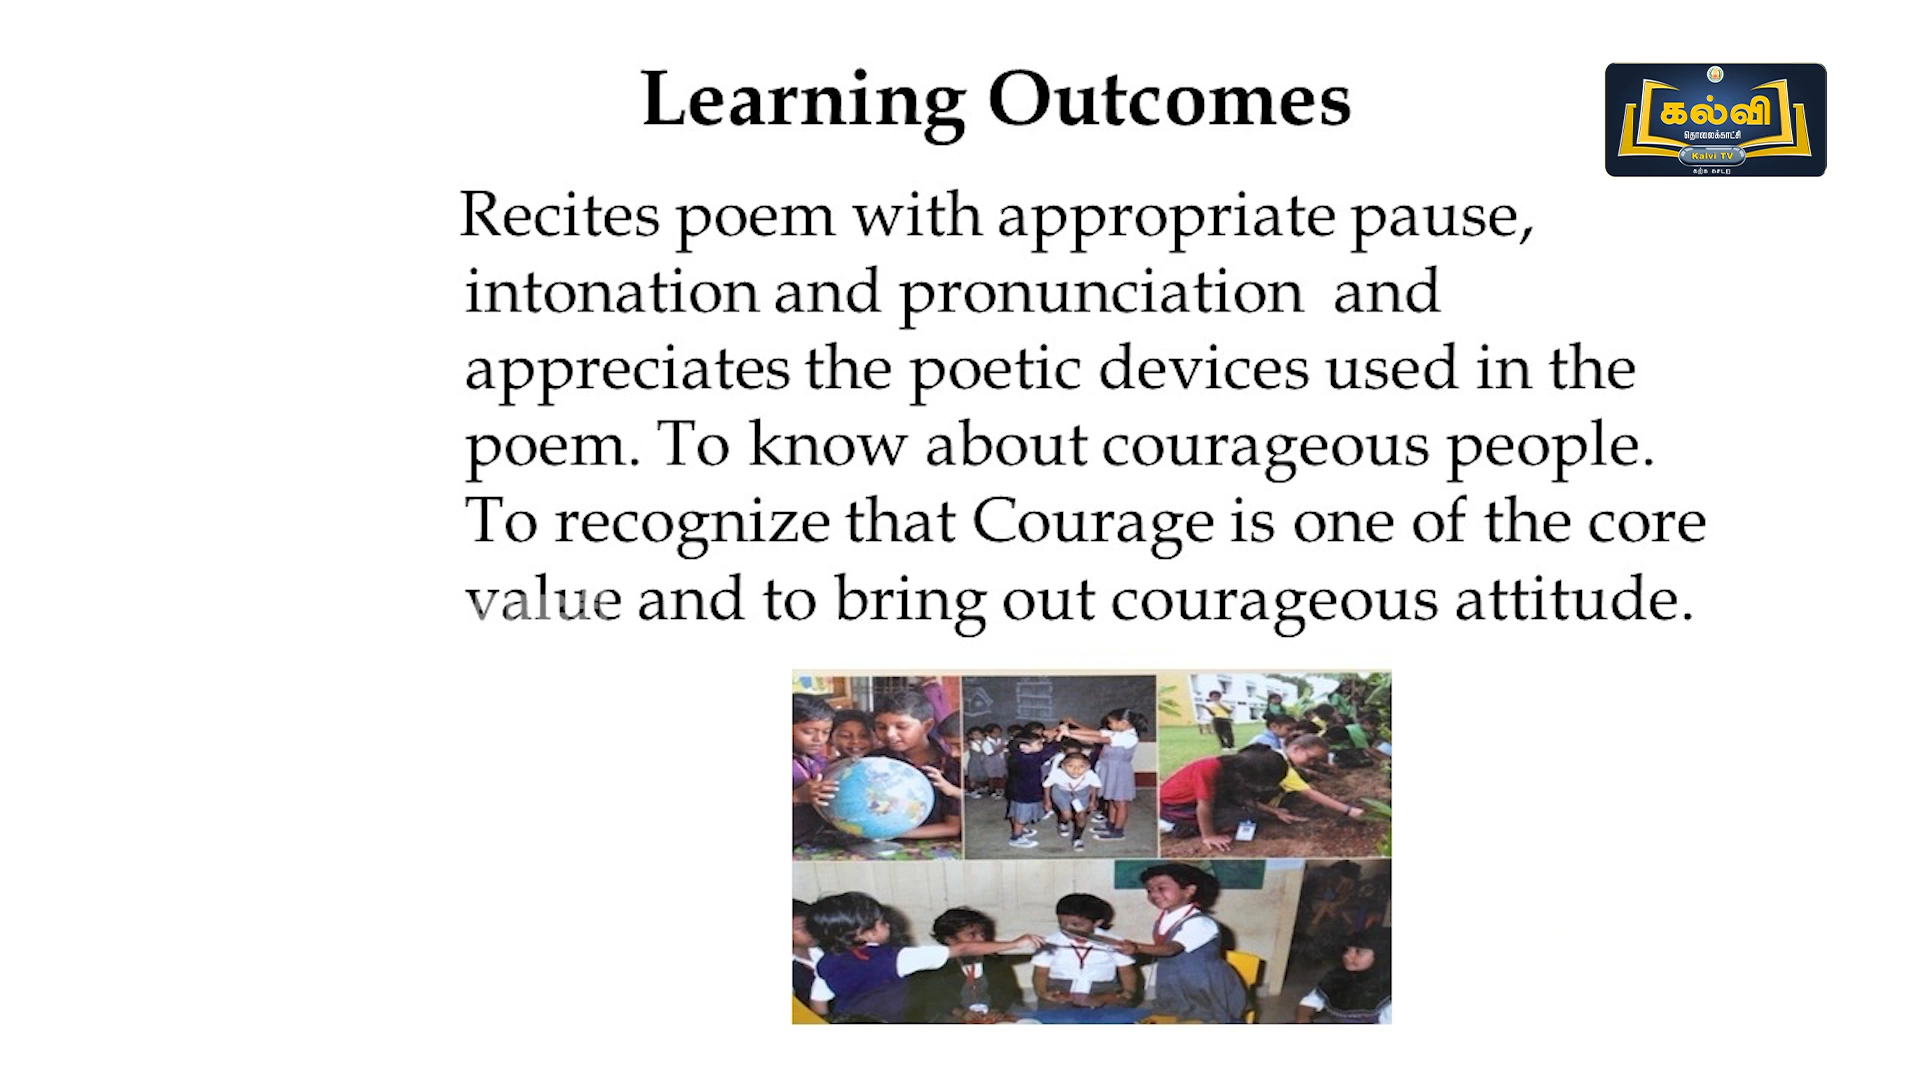 Learning Outcomes
கல்வி
தொலைக்காட்சி
Kalvi TV
கற்க கசடற
Recites poem with appropriate pause,
intonation and pronunciation and
appreciates the poetic devices used in the
poem. To know about courageous people.
To recognize that Courage is one of the core
value and to bring out courageous attitude.